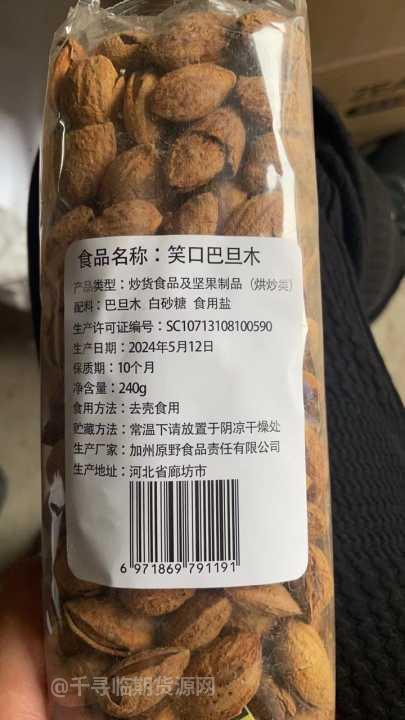 食品名称：笑口巴旦木
产品类型：炒货食品及坚果制品（烘炒类）
配料：巴旦木 白砂糖 食用盐
生产许可证编号：SC10713108100590
生产日期：2024年5月12日
保质期：10个月
净含量：240g
食用方法：去壳食用
贮藏方法：常温下请放置于阴凉干燥处
生产厂家：加州原野食品责任有限公司
生产地址：河北省廊坊市
6 971869 791191
@千寻临期货源网